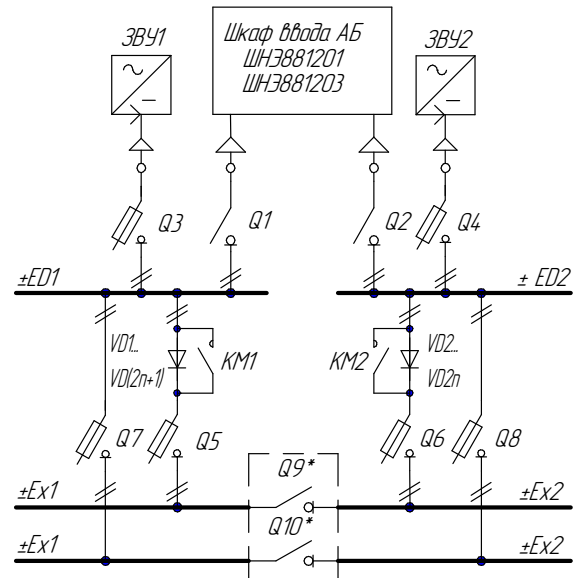 ЗВУ1
Шкаф ввода АБ
ШНЭ881201
ШНЭ881203
ЗВУ2
Q3
Q1
Q2
Q4
±ED1
± ED2
VD1...
VD(2n+1)
KM1
KM2
VD2...
VD2n
Q7
Q5
Q6
Q8
Q9*
±Ex1
±Ex2
Q10*
±Ex1
±Ex2